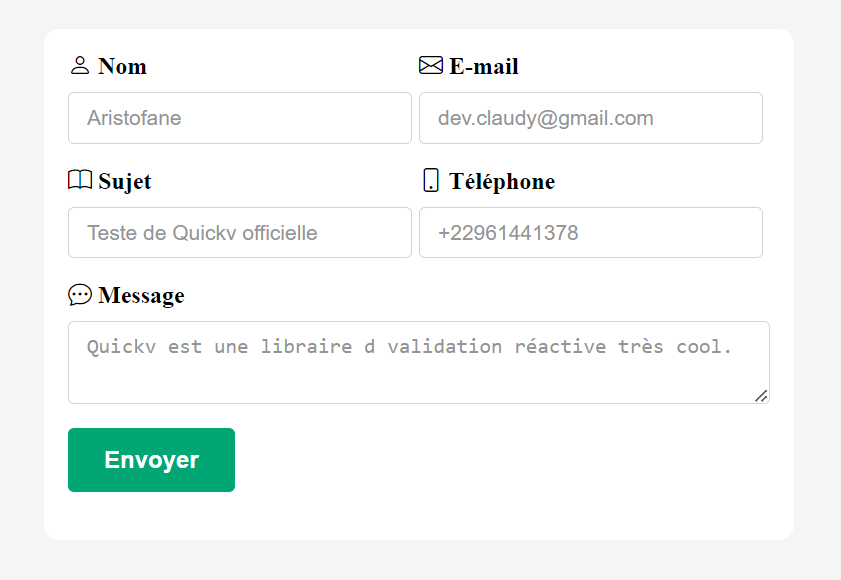 Nom
E-mail
Aristofane
dev.claudy@gmail.com
Sujet
Téléphone
Teste de Quickv officielle
+22961441378
Message
Quickv est une libraire d validation réactive très cool.
Envoyer